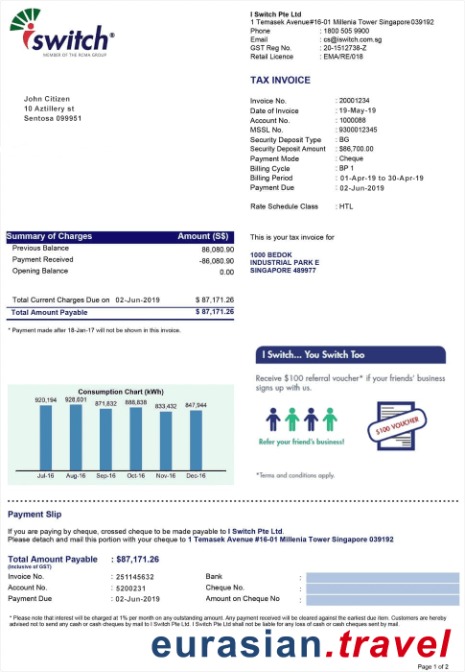 iswitch®
MEMBER OF THE ROMA GROUP
I Switch Pte Ltd
1 Temasek Avenue#16-01 Millenia Tower Singapore039192
Phone : 1800 505 9900
Email : cs@iswitch.com.sg
GST Reg No. : 20-1512738-Z
Retail Licence : EMA/RE/018
TAX INVOICE
John Citizen
10 Aztillery st
Sentosa 099951
Invoice No. : 20001234
Date of Invoice : 19-May-19
Account No. : 1000088
MSSL No. : 9300012345
Security Deposit Type : BG
Security Deposit Amount : $86,700.00
Payment Mode : Cheque
Billing Cycle : BP 1
Billing Period : 01-Apr-19 to 30-Apr-19
Payment Due : 02-Jun-2019
Rate Schedule Class : HTL
Summary of Charges Amount (S$)
Previous Balance 86,080.90
Payment Received -86,080.90
Opening Balance 0.00
Total Current Charges Due on 02-Jun-2019 $ 87,171.26
Total Amount Payable $ 87,171.26
* Payment made after 18-Jan-17 will not be shown in this invoice.
This is your tax invoice for
1000 BEDOK
INDUSTRIAL PARK E
SINGAPORE 489977
I Switch... You Switch Too
Receive $100 referral voucher* if your friends' business
signs up with us.
$100 VOUCHER
Refer your friend's business!
*Terms and conditions apply.
Consumption Chart (kWh)
920,194 928,631 871,832 888,838 833,432 847,944
Jul-16 Aug-16 Sep-16 Oct-16 Nov-16 Dec-16
Payment Slip
If you are paying by cheque, crossed cheque to be made payable to I Switch Pte Ltd.
Please detach and mail this portion with your cheque to 1 Temasek Avenue #16-01 Millenia Tower Singapore 039192
Total Amount Payable : $87,171.26
(Inclusive of GST)
Invoice No. : 251145632 Bank :
Account No. : 5200231 Cheque No. :
Payment Due : 02-Jun-2019 Amount on Cheque No :
* Please note that interest will be charged at 1% per month on any outstanding amount. Any payment received will be cleared against the earliest due item. Customers are hereby
advised not to send any cash or cash cheques by mail to I Switch Pte Ltd. I Switch Pte Ltd shall not be liable for any loss of cash or cash cheques sent by mail
eurasian.travel
Page 1 of 2